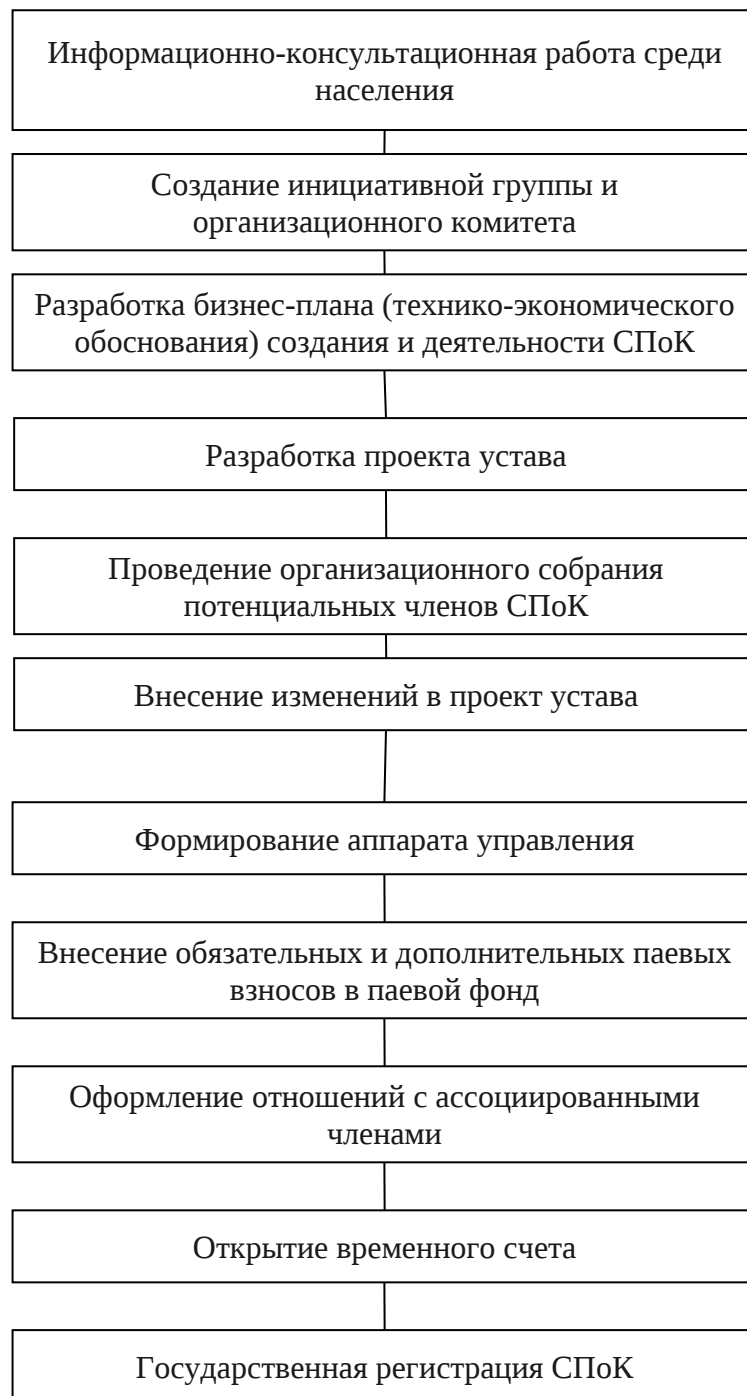 Информационно-консультационная работа среди
населения
Создание инициативной группы и
организационного комитета
Разработка бизнес-плана (технико-экономического
обоснования) создания и деятельности СПоК
Разработка проекта устава
Проведение организационного собрания
потенциальных членов СПоК
Внесение изменений в проект устава
Формирование аппарата управления
Внесение обязательных и дополнительных паевых
взносов в паевой фонд
Оформление отношений с ассоциированными
членами
Открытие временного счета
Государственная регистрация СПоК